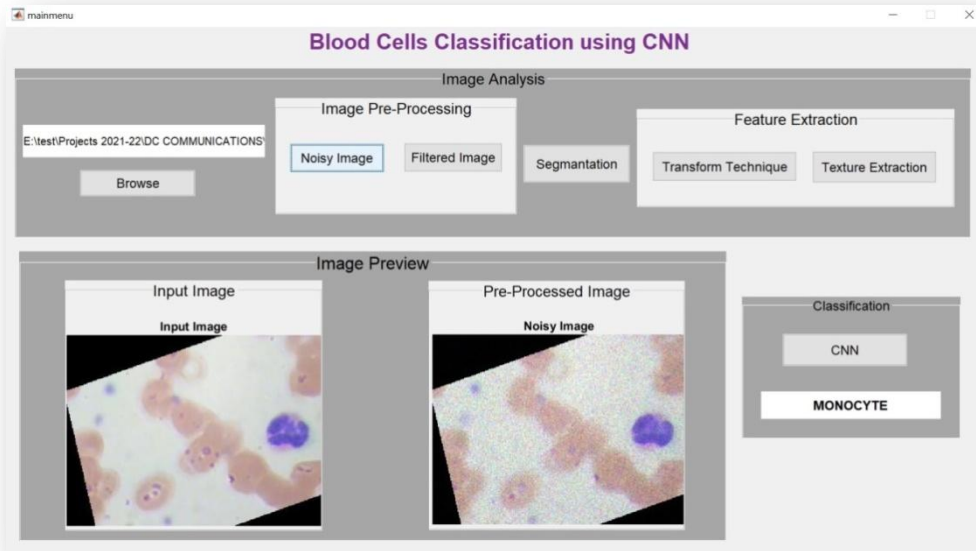 mainmenu
Blood Cells Classification using CNN
Image Analysis
E:\test\Projects 2021-22\DC COMMUNICATIONS\
Browse
Image Pre-Processing
Noisy Image
Filtered Image
Segmantation
Feature Extraction
Transform Technique
Texture Extraction
Image Preview
Input Image
Input Image
Pre-Processed Image
Noisy Image
Classification
CNN
MONOCYTE